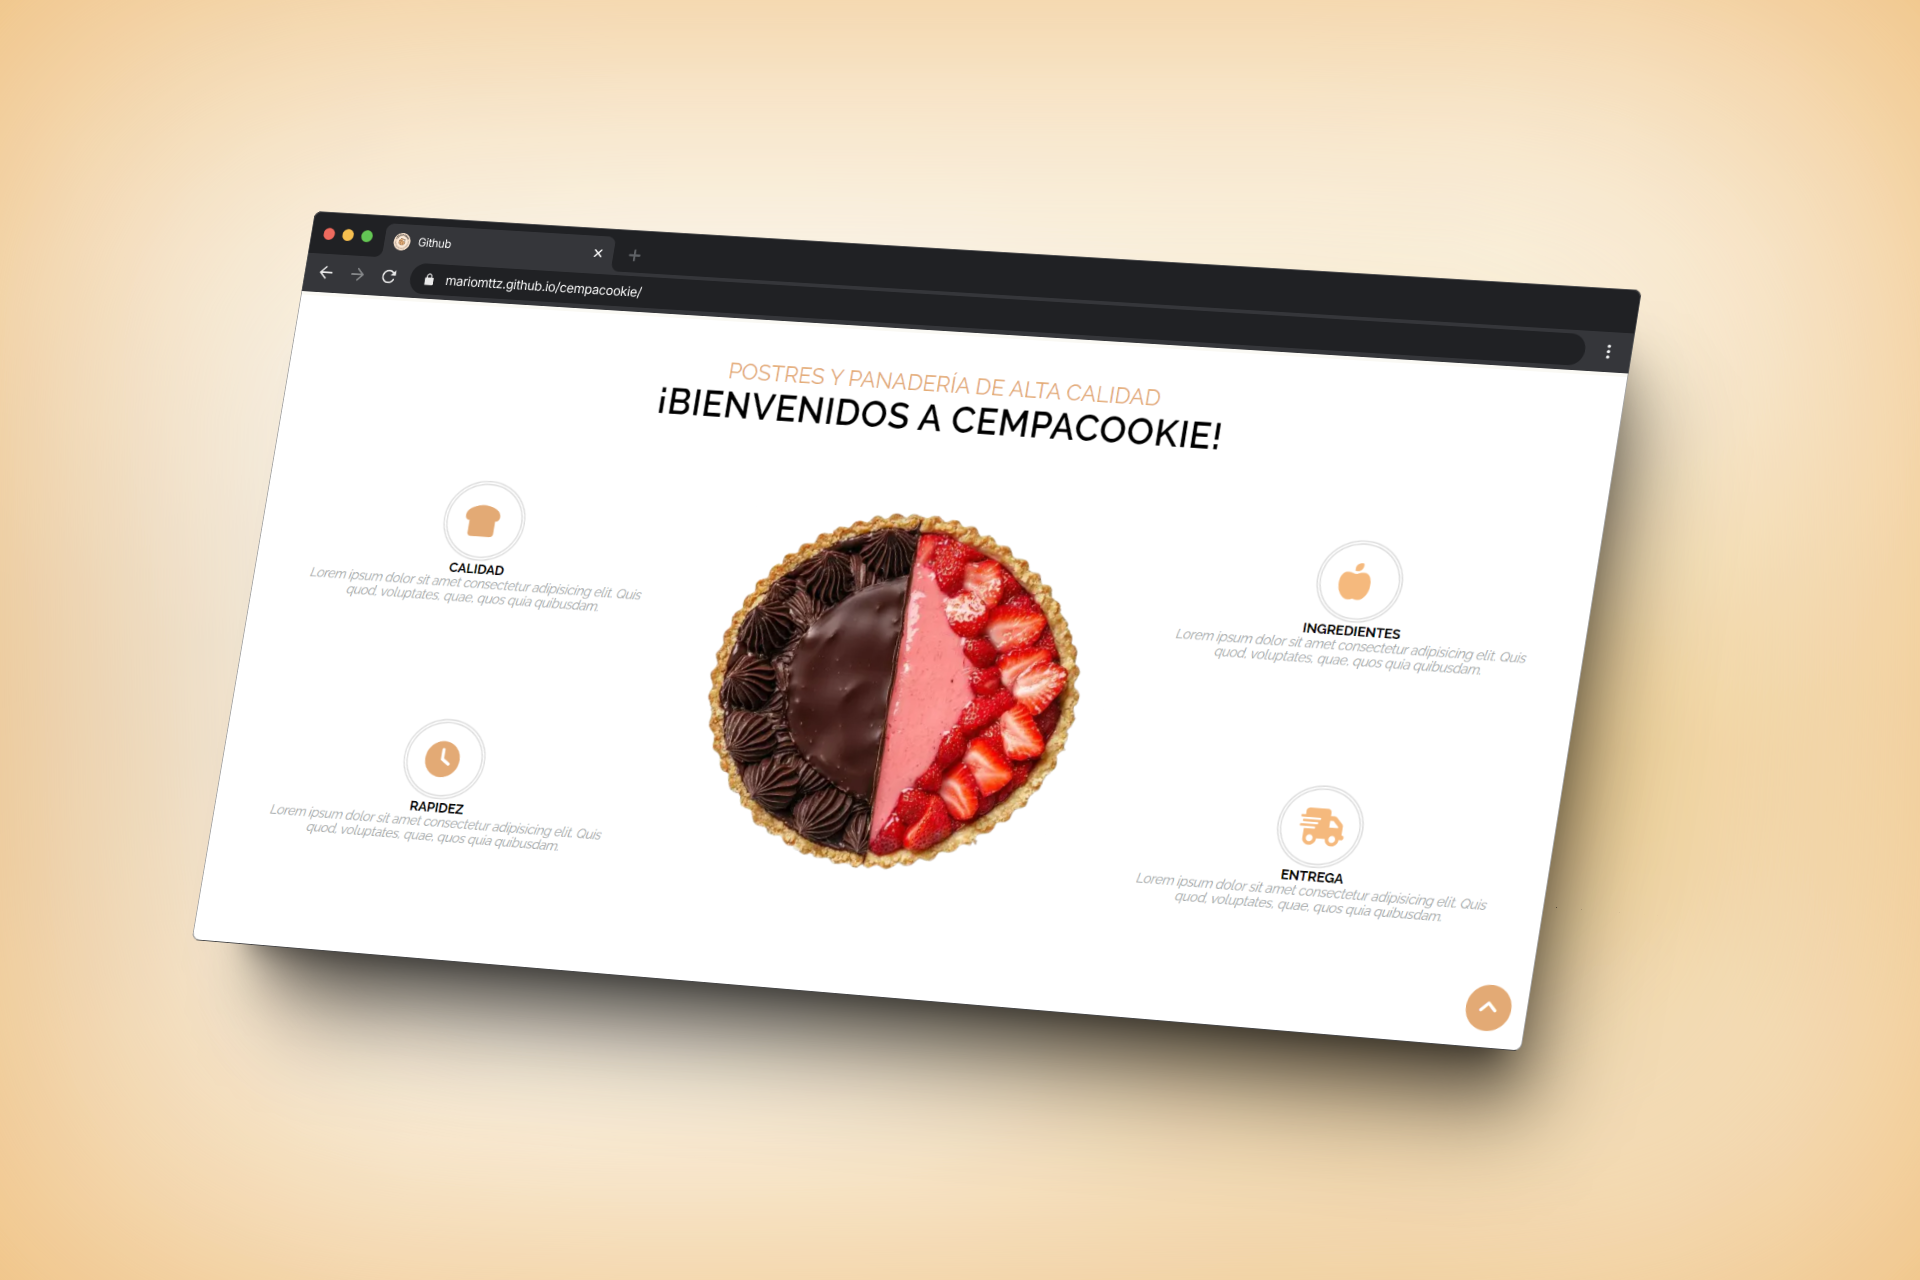 Github
mariomttz.github.io/cempacookie/
POSTRES Y PANADERÍA DE ALTA CALIDAD
¡BIENVENIDOS A CEMPACOOKIE!
CALIDAD
Lorem ipsum dolor sit amet consectetur adipisicing elit. Quis
quod, voluptates, quae, quos quia quibusdam.
INGREDIENTES
Lorem ipsum dolor sit amet consectetur adipisicing elit. Quis
quod, voluptates, quae, quos quia quibusdam.
RAPIDEZ
Lorem ipsum dolor sit amet consectetur adipisicing elit. Quis
quod, voluptates, quae, quos quia quibusdam.
ENTREGA
Lorem ipsum dolor sit amet consectetur adipisicing elit. Quis
quod, voluptates, quae, quos quia quibusdam.